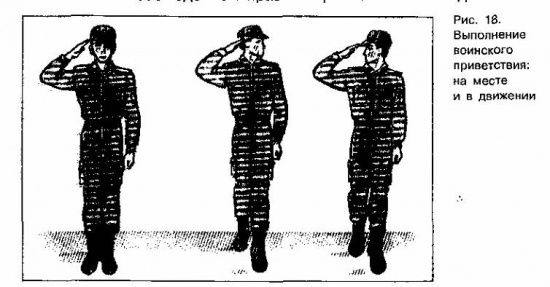 Рис. 18.
Выполнение
воинского
приветствия:
на месте
и в движении